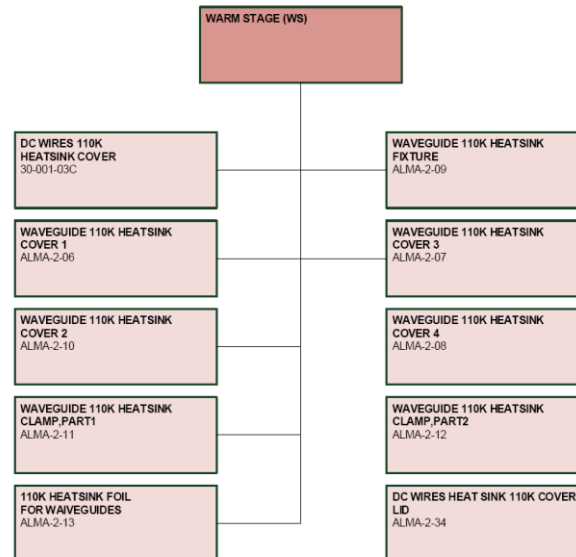 WARM STAGE (WS)
DC WIRES 110K
HEATSINK COVER
30-001-03C
WAVEGUIDE 110K HEATSINK
FIXTURE
ALMA-2-09
WAVEGUIDE 110K HEATSINK
COVER 1
ALMA-2-06
WAVEGUIDE 110K HEATSINK
COVER 3
ALMA-2-07
WAVEGUIDE 110K HEATSINK
COVER 2
ALMA-2-10
WAVEGUIDE 110K HEATSINK
COVER 4
ALMA-2-08
WAVEGUIDE 110K HEATSINK
CLAMP,PART1
ALMA-2-11
WAVEGUIDE 110K HEATSINK
CLAMP,PART2
ALMA-2-12
110K HEATSINK FOIL
FOR WAIVEGUIDES
ALMA-2-13
DC WIRES HEAT SINK 110K COVER
LID
ALMA-2-34